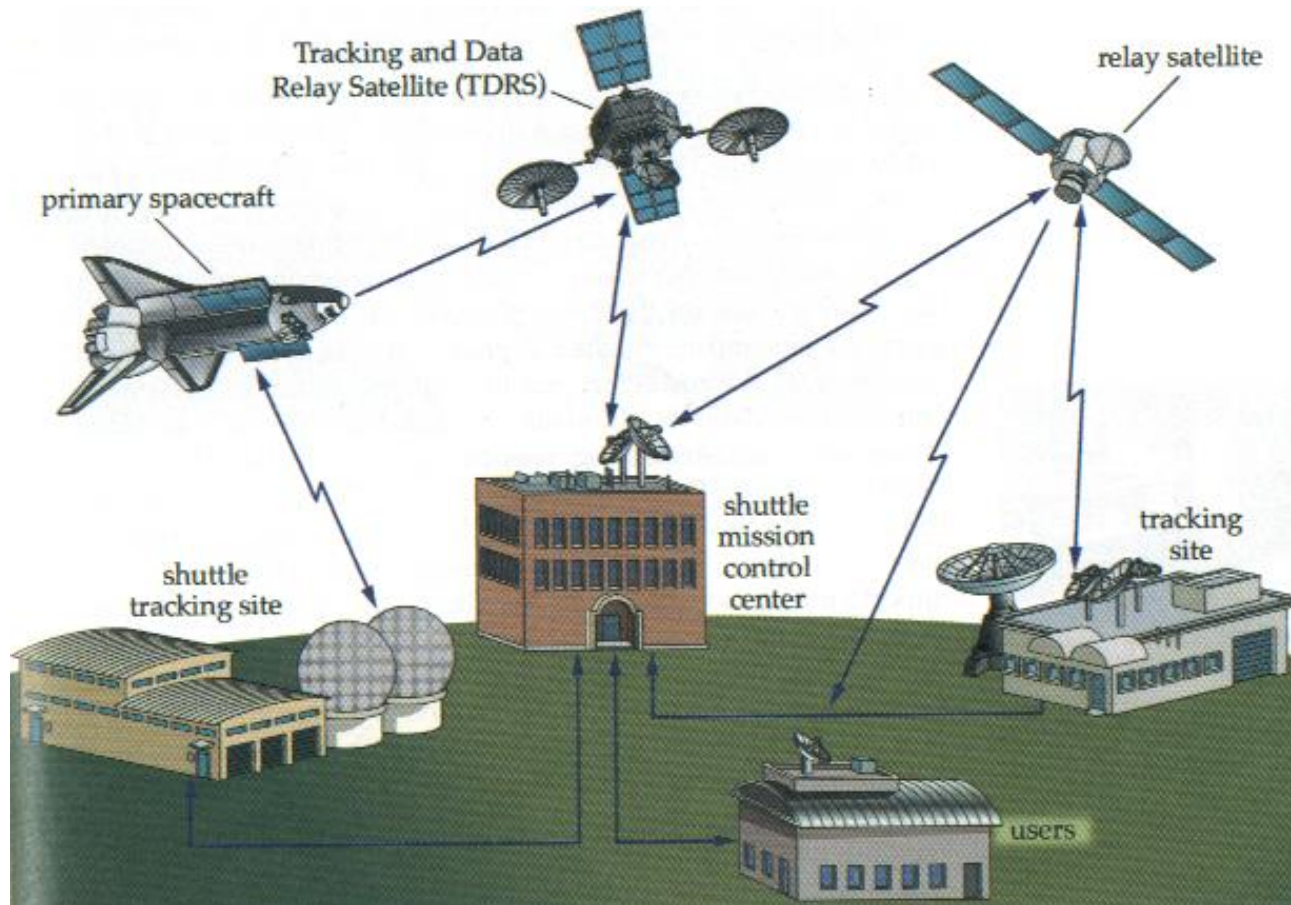 Tracking and Data
Relay Satellite (TDRS)
relay satellite
primary spacecraft
shuttle
mission
control
center
tracking
site
shuttle
tracking site
users